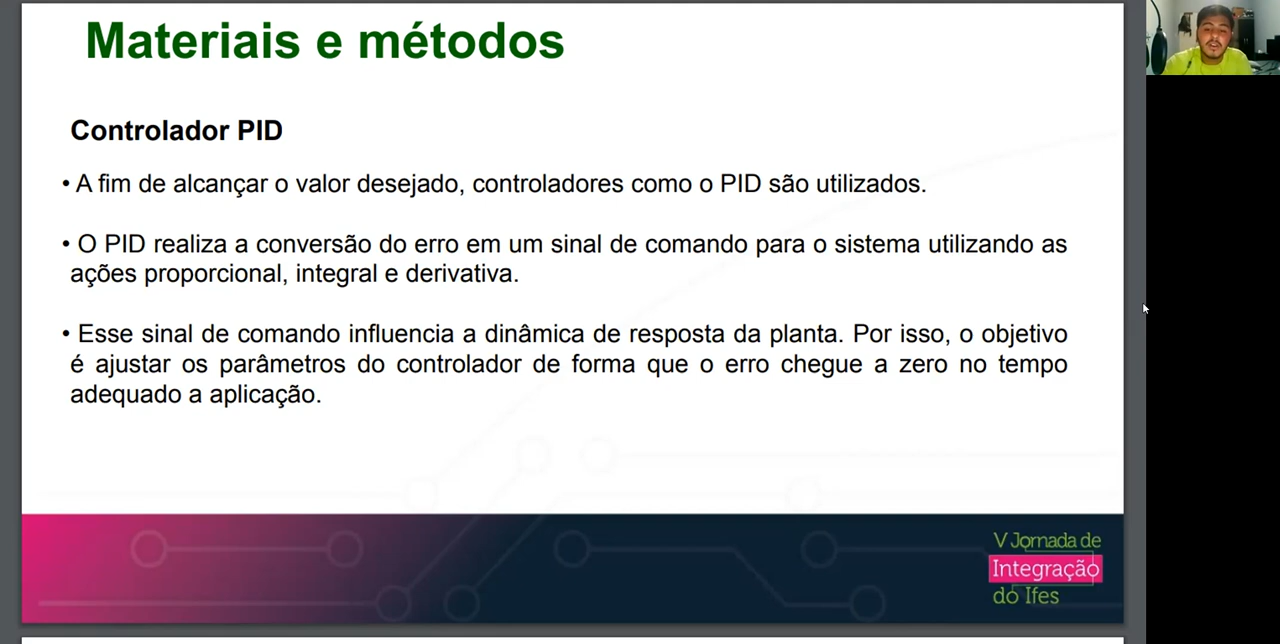 Materiais e métodos
Controlador PID
• A fim de alcançar o valor desejado, controladores como o PID são utilizados.
• O PID realiza a conversão do erro em um sinal de comando para o sistema utilizando as
ações proporcional, integral e derivativa.
• Esse sinal de comando influencia a dinâmica de resposta da planta. Por isso, o objetivo
é ajustar os parâmetros do controlador de forma que o erro chegue a zero no tempo
adequado a aplicação.
V Jornada de
Integração
do Ifes